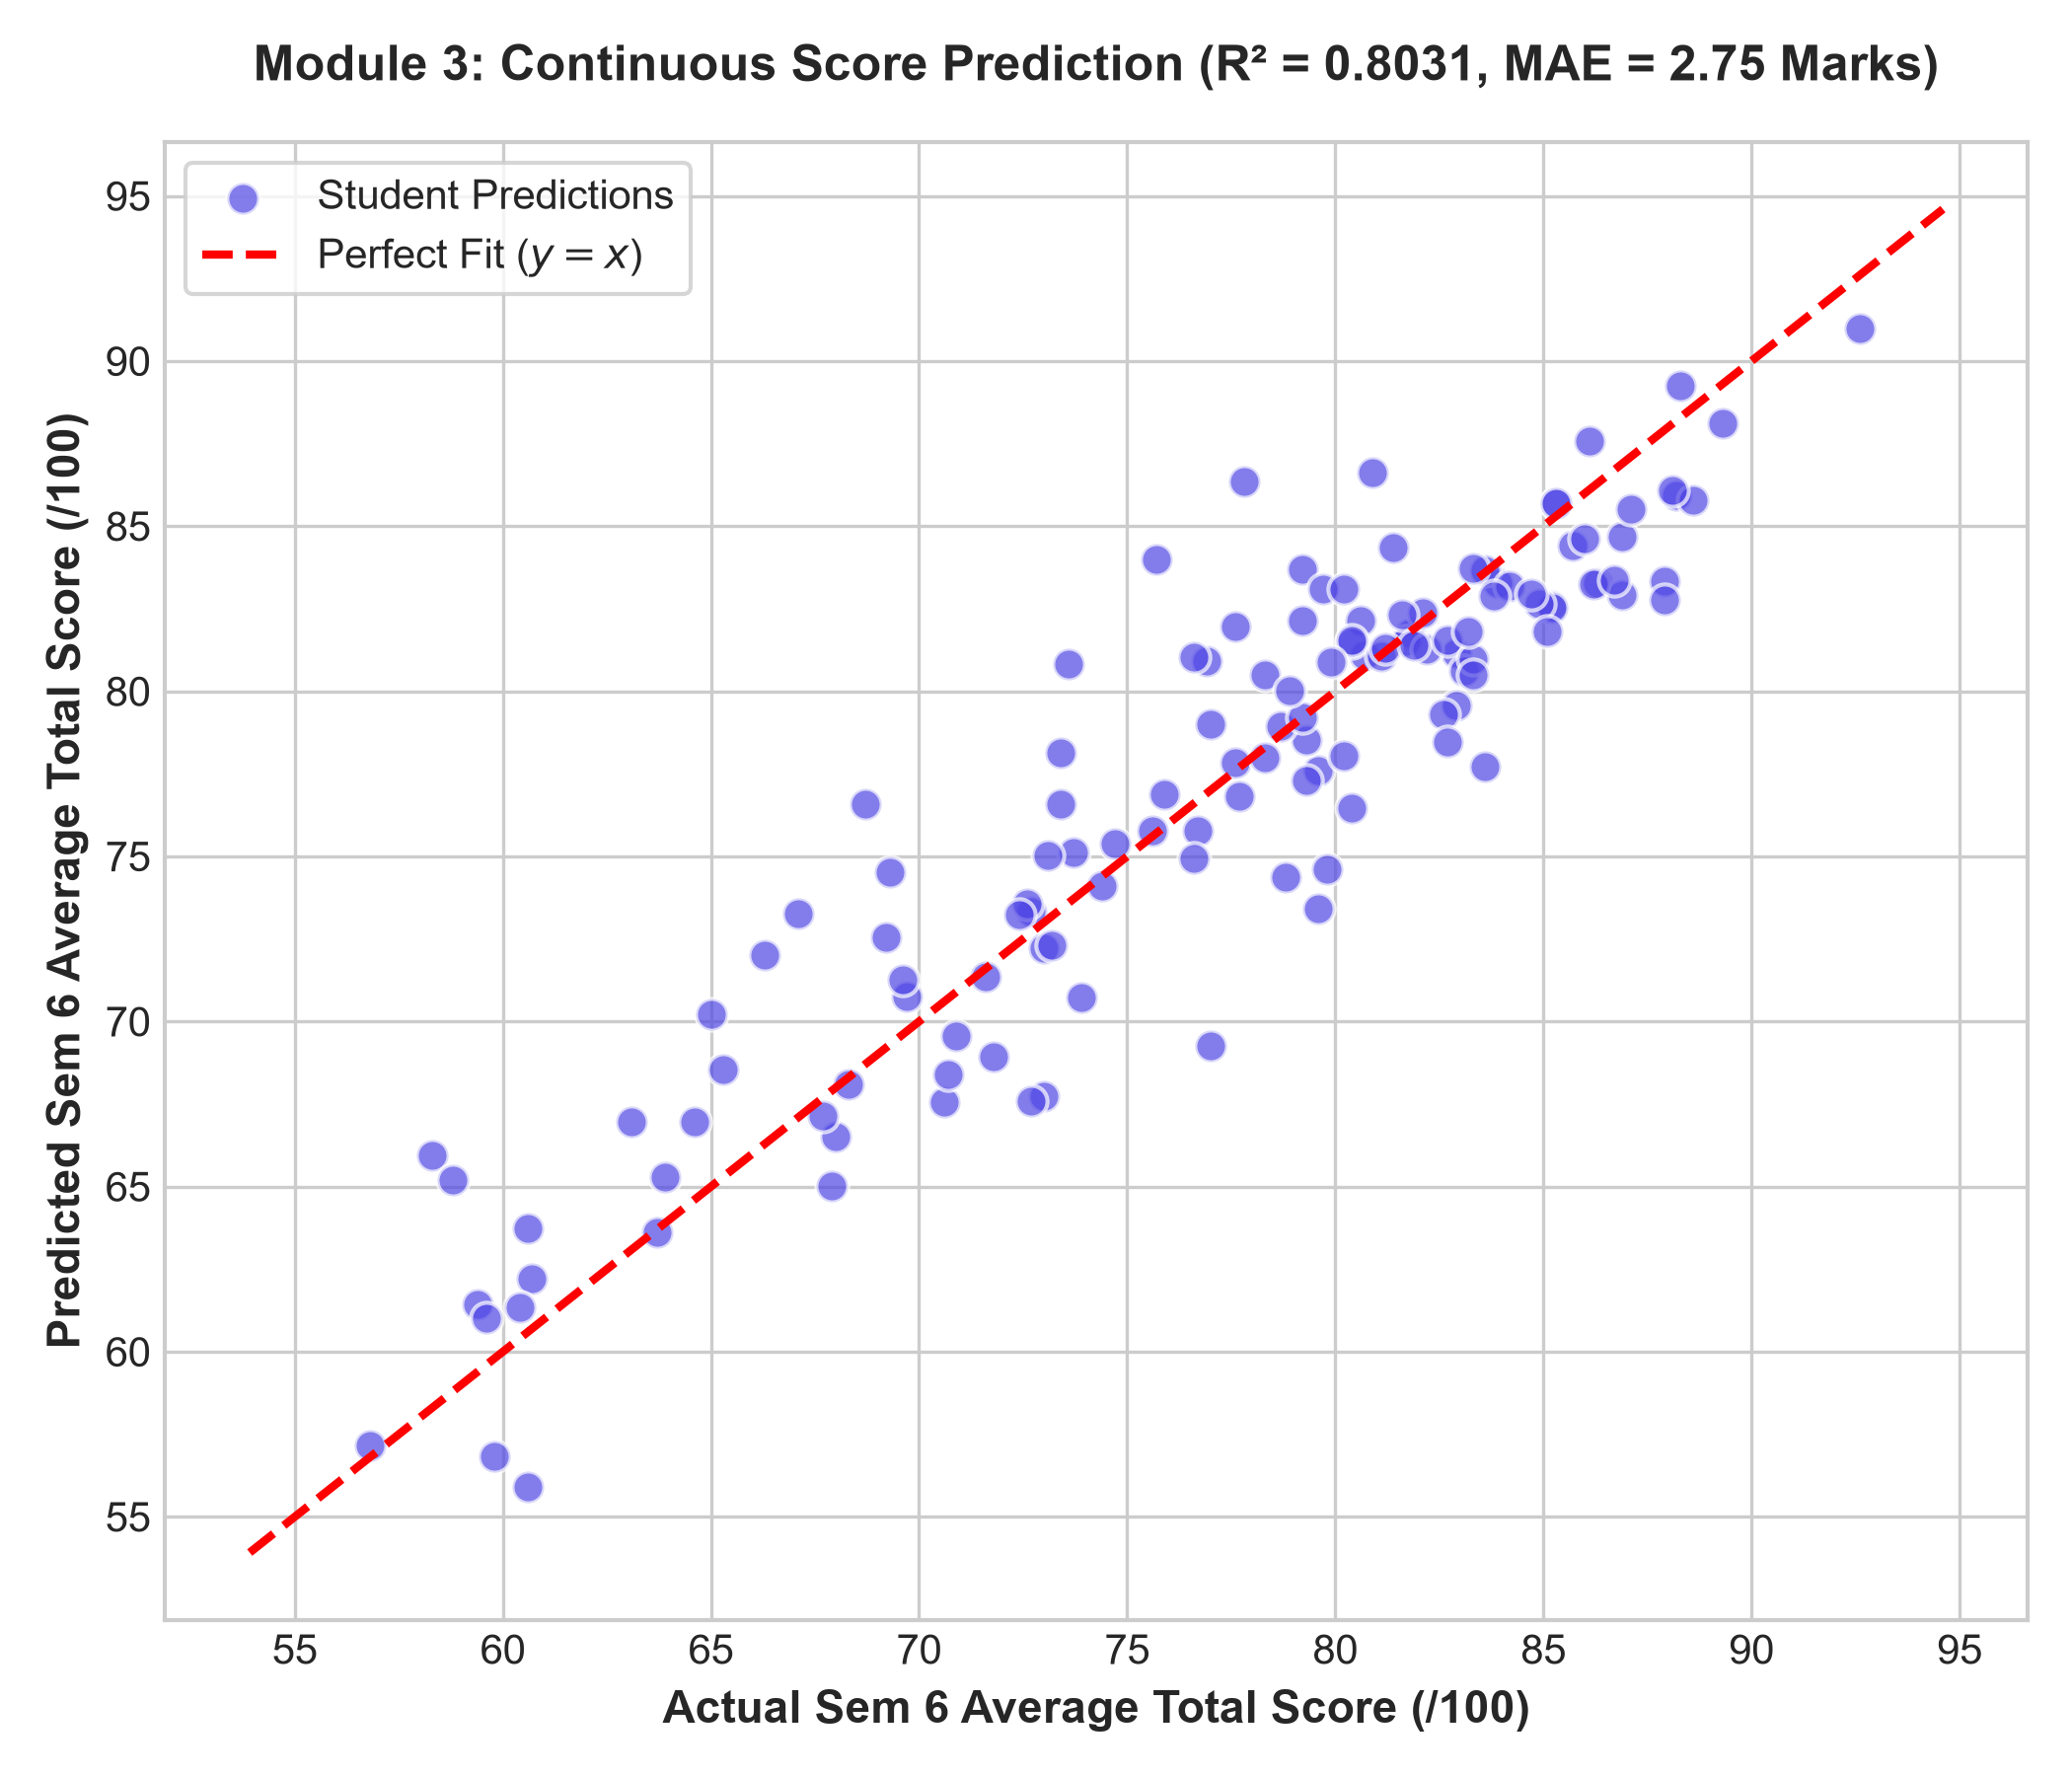 Module 3: Continuous Score Prediction (R² = 0.8031, MAE = 2.75 Marks)
Student Predictions
Perfect Fit (y = x)
Predicted Sem 6 Average Total Score (/100)
95
90
85
80
75
70
65
60
55
55 60 65 70 75 80 85 90 95
Actual Sem 6 Average Total Score (/100)